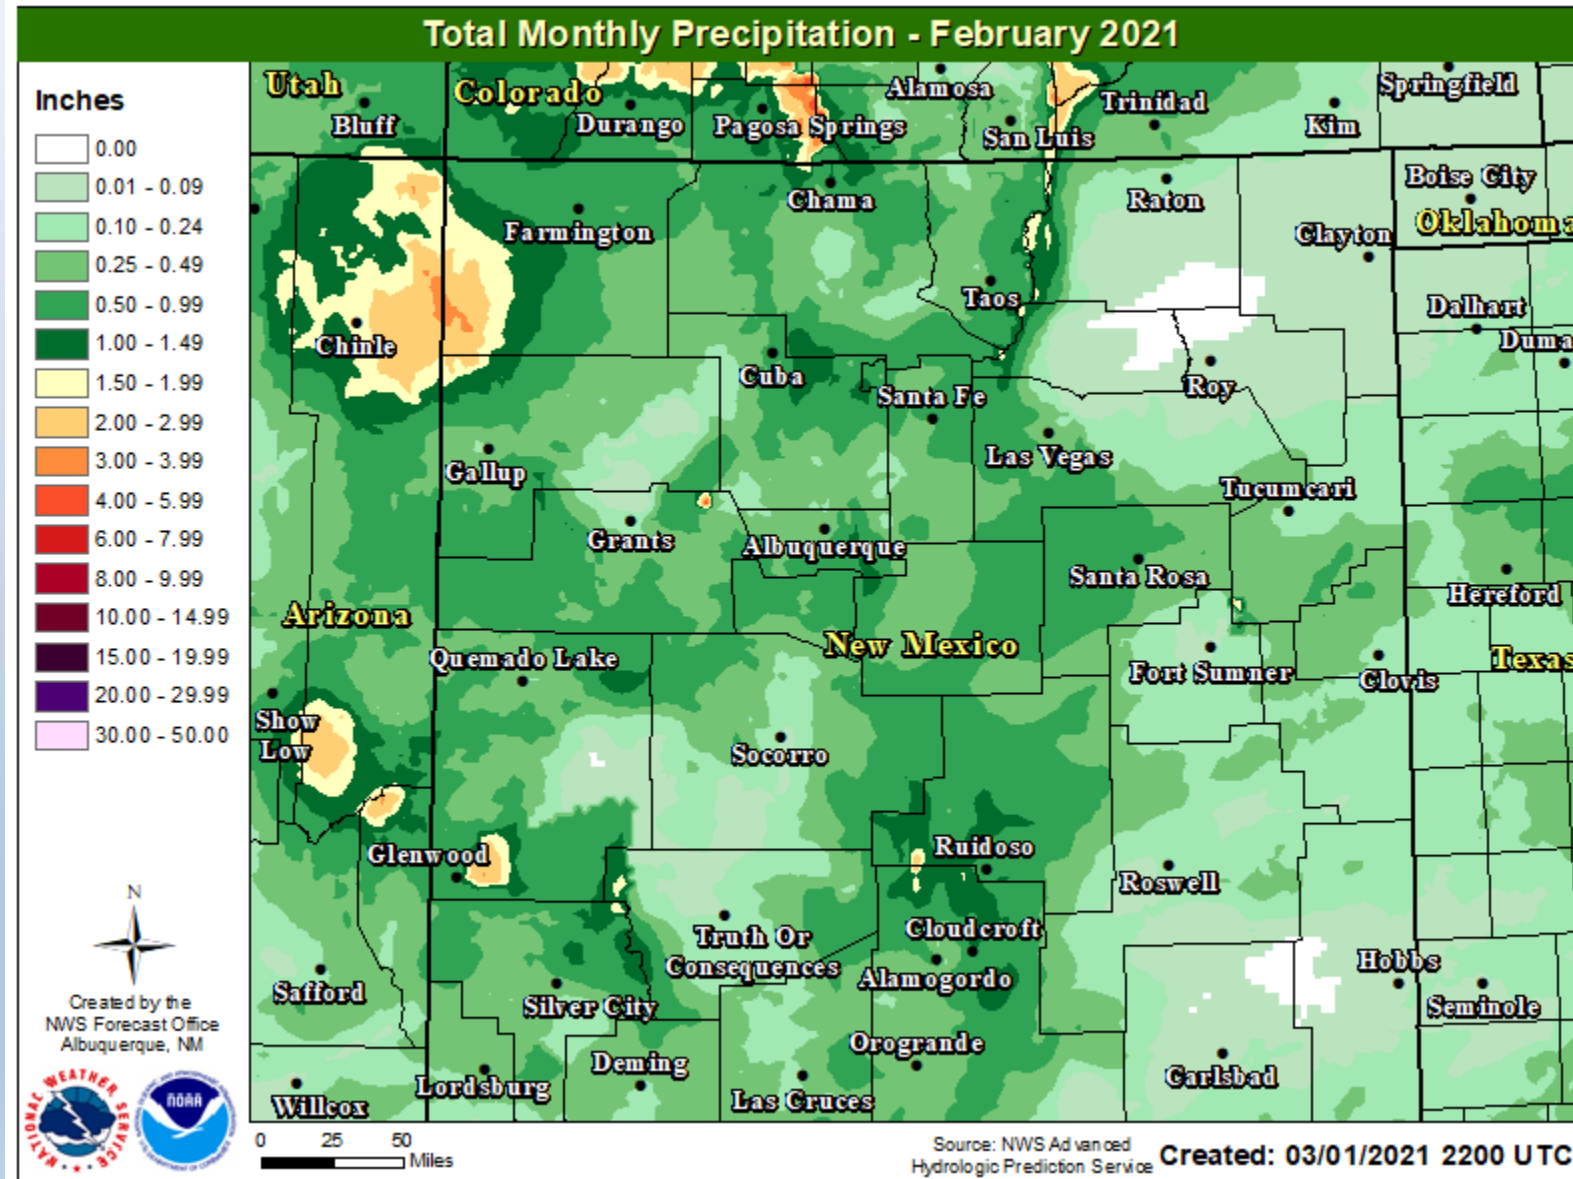 Total Monthly Precipitation - February 2021
Inches
0.00
0.01 - 0.09
0.10 - 0.24
0.25 - 0.49
0.50 - 0.99
1.00 - 1.49
1.50 - 1.99
2.00 - 2.99
3.00 - 3.99
4.00 - 5.99
6.00 - 7.99
8.00 - 9.99
10.00 - 14.99
15.00 - 19.99
20.00 - 29.99
30.00 - 50.00
Utah
Colorado
Alamosa
Springfield
Bluff
Durango
Pagosa Springs
San Luis
Trinidad
Kim
Chama
Raton
Boise City
Oklahoma
Farmington
Clayton
Taos
Dalhart
Chinle
Duma
Cuba
Santa Fe
Roy
Gallup
Las Vegas
Tucumcari
Grants
Albuquerque
Santa Rosa
Hereford
Arizona
New Mexico
Quemado Lake
Fort Sumner
Clovis
Texas
Show
Low
Socorro
Glenwood
Ruidoso
Roswell
Truth Or
Consequences
Cloudcroft
Alamogordo
Hobbs
Safford
Silver City
Seminole
Orogrande
Deming
Lordsburg
Carlsbad
Willcox
Las Cruces
N
Created by the
NWS Forecast Office
Albuquerque, NM
NATIONAL WEATHER SERVICE
NOAA
0 25 50
Miles
Source: NWS Advanced
Hydrologic Prediction Service
Created: 03/01/2021 2200 UTC